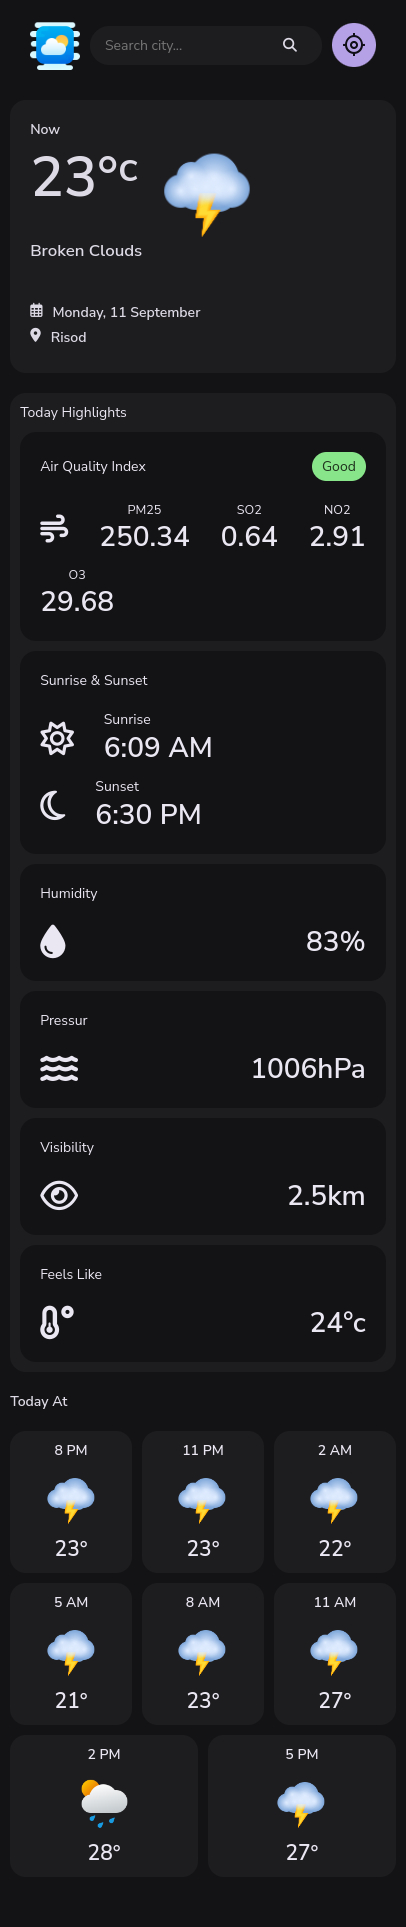 Search city...
Now
23°c
Broken Clouds
Monday, 11 September
Risod
Today Highlights
Air Quality Index
Good
PM25 SO2 NO2
250.34 0.64 2.91
O3
29.68
Sunrise & Sunset
Sunrise
6:09 AM
Sunset
6:30 PM
Humidity
83%
Pressur
1006hPa
Visibility
2.5km
Feels Like
24°c
Today At
8 PM 11 PM 2 AM
23° 23° 22°
5 AM 8 AM 11 AM
21° 23° 27°
2 PM 5 PM
28° 27°